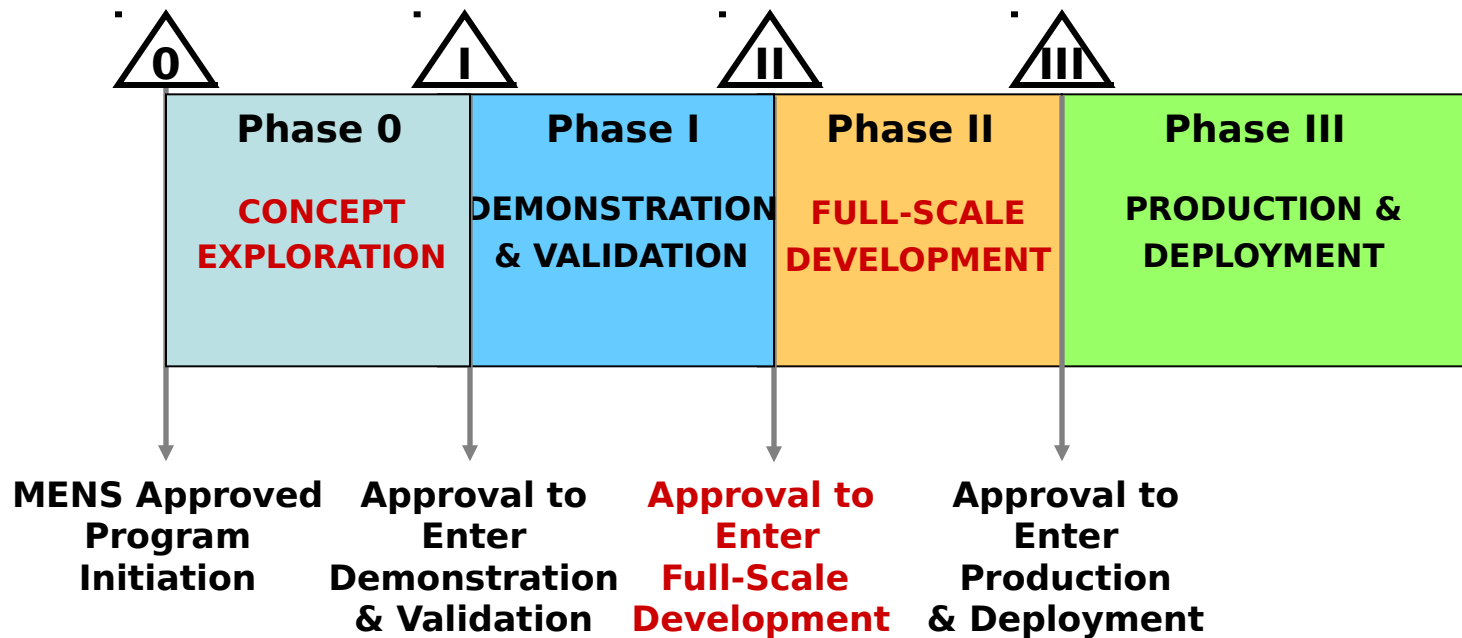 0
I
II
III
Phase 0
CONCEPT
EXPLORATION
Phase I
DEMONSTRATION
& VALIDATION
Phase II
FULL-SCALE
DEVELOPMENT
Phase III
PRODUCTION &
DEPLOYMENT
MENS Approved
Program
Initiation
Approval to
Enter
Demonstration
& Validation
Approval to
Enter
Full-Scale
Development
Approval to
Enter
Production
& Deployment